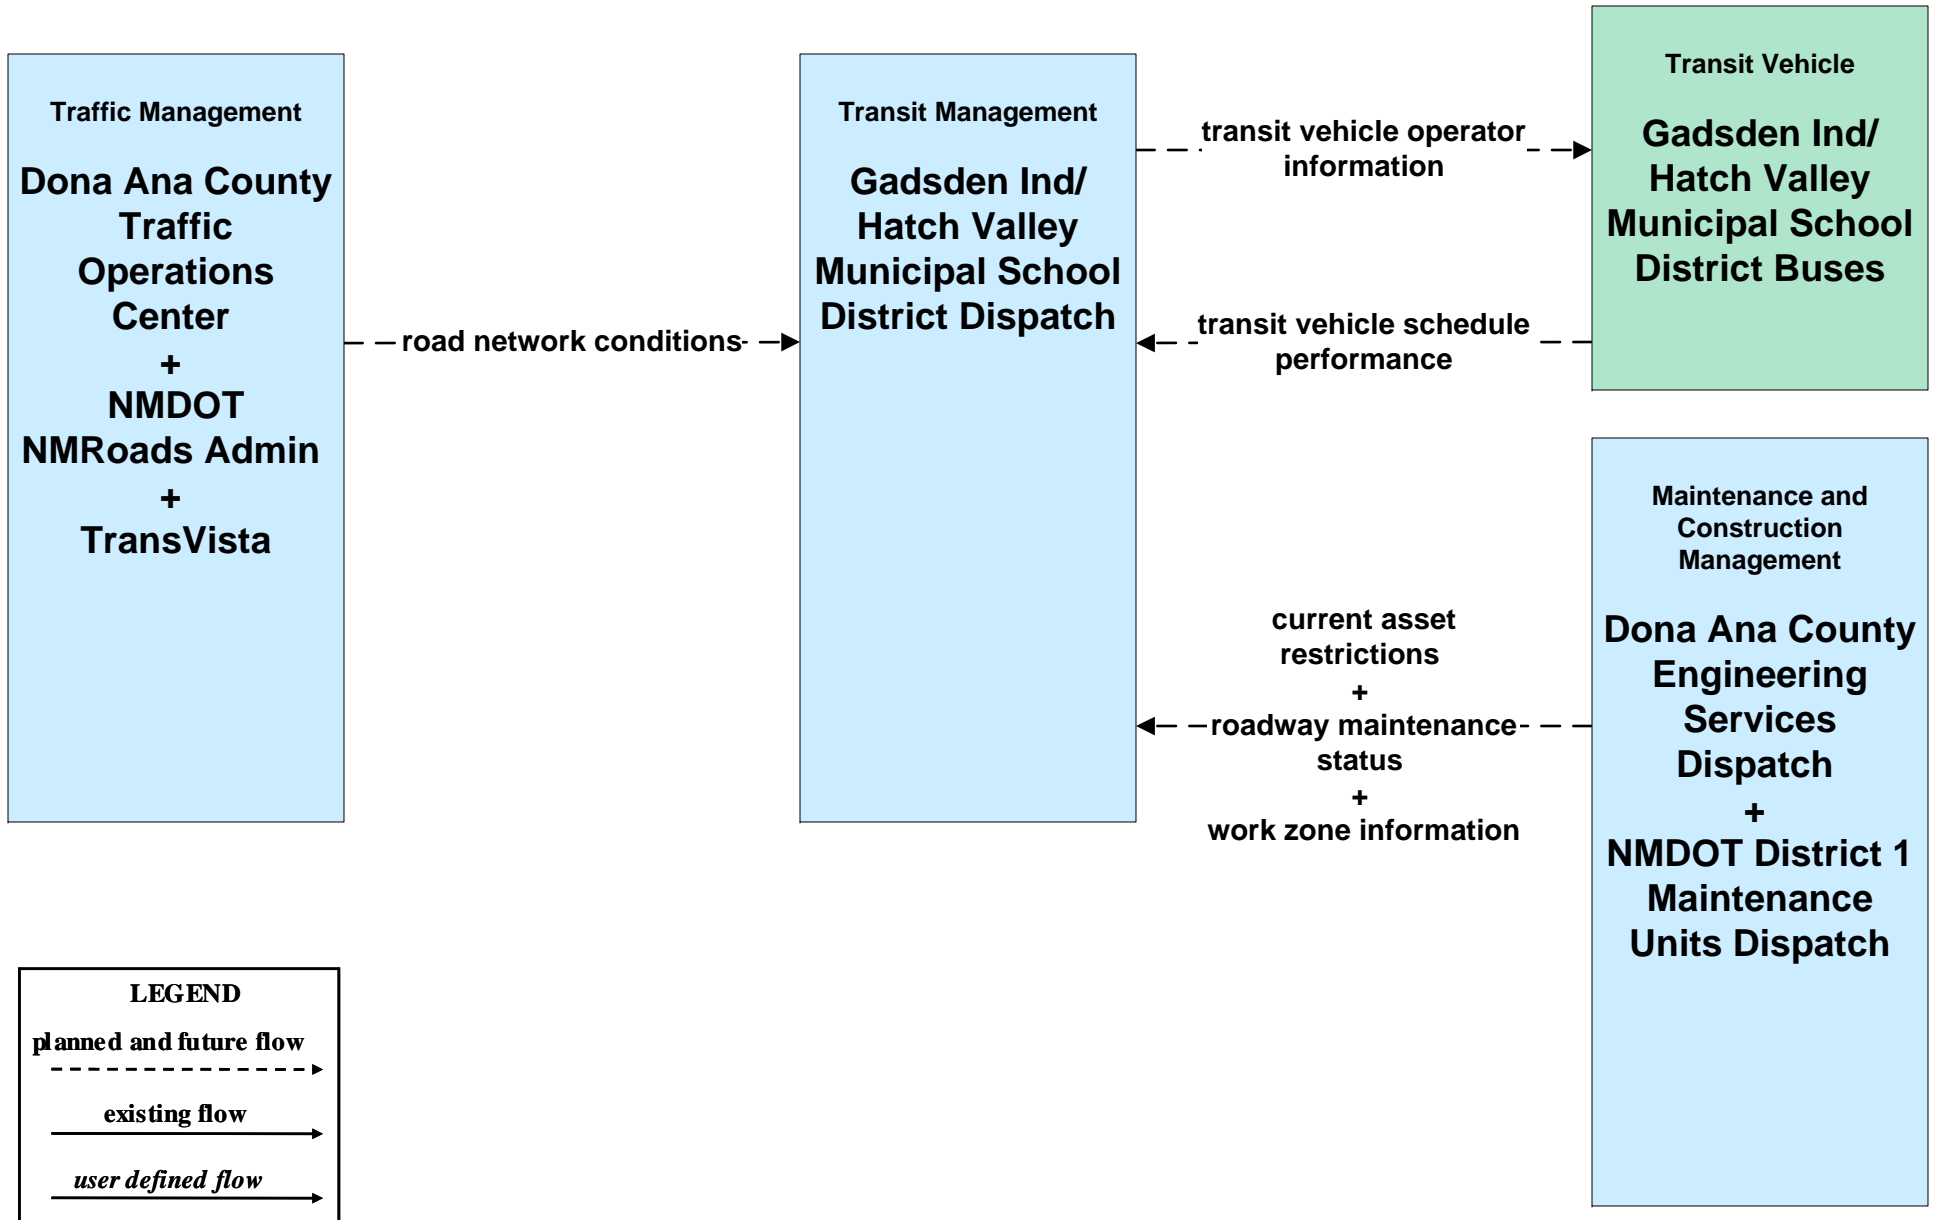 Traffic Management
Dona Ana County
Traffic
Operations
Center
+
NMDOT
NMRoads Admin
+
TransVista
road network conditions
Transit Management
Gadsden Ind/
Hatch Valley
Municipal School
District Dispatch
transit vehicle operator
information
transit vehicle schedule
performance
current asset
restrictions
+
roadway maintenance
status
+
work zone information
Transit Vehicle
Gadsden Ind/
Hatch Valley
Municipal School
District Buses
Maintenance and
Construction
Management
Dona Ana County
Engineering
Services
Dispatch
+
NMDOT District 1
Maintenance
Units Dispatch
LEGEND
planned and future flow
existing flow
user defined flow